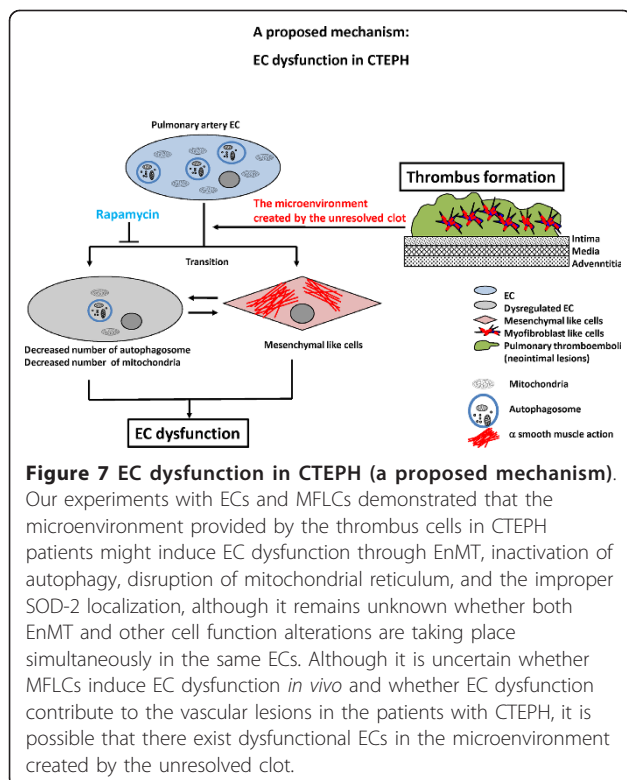 A proposed mechanism:
EC dysfunction in CTEPH
Pulmonary artery EC
Rapamycin
The microenvironment
created by the unresolved clot
Thrombus formation
Intima
Media
Advenntitia
Transition
Decreased number of autophagosome
Decreased number of mitochondria
Mesenchymal like cells
EC dysfunction
EC
Dysregulated EC
Mesenchymal like cells
Myofibroblast like cells
Pulmonary thromboemboli
(neointimal lesions)
Mitochondria
Autophagosome
α smooth muscle action
Figure 7 EC dysfunction in CTEPH (a proposed mechanism).
Our experiments with ECs and MFLCs demonstrated that the
microenvironment provided by the thrombus cells in CTEPH
patients might induce EC dysfunction through EnMT, inactivation of
autophagy, disruption of mitochondrial reticulum, and the improper
SOD-2 localization, although it remains unknown whether both
EnMT and other cell function alterations are taking place
simultaneously in the same ECs. Although it is uncertain whether
MFLCs induce EC dysfunction in vivo and whether EC dysfunction
contribute to the vascular lesions in the patients with CTEPH, it is
possible that there exist dysfunctional ECs in the microenvironment
created by the unresolved clot.